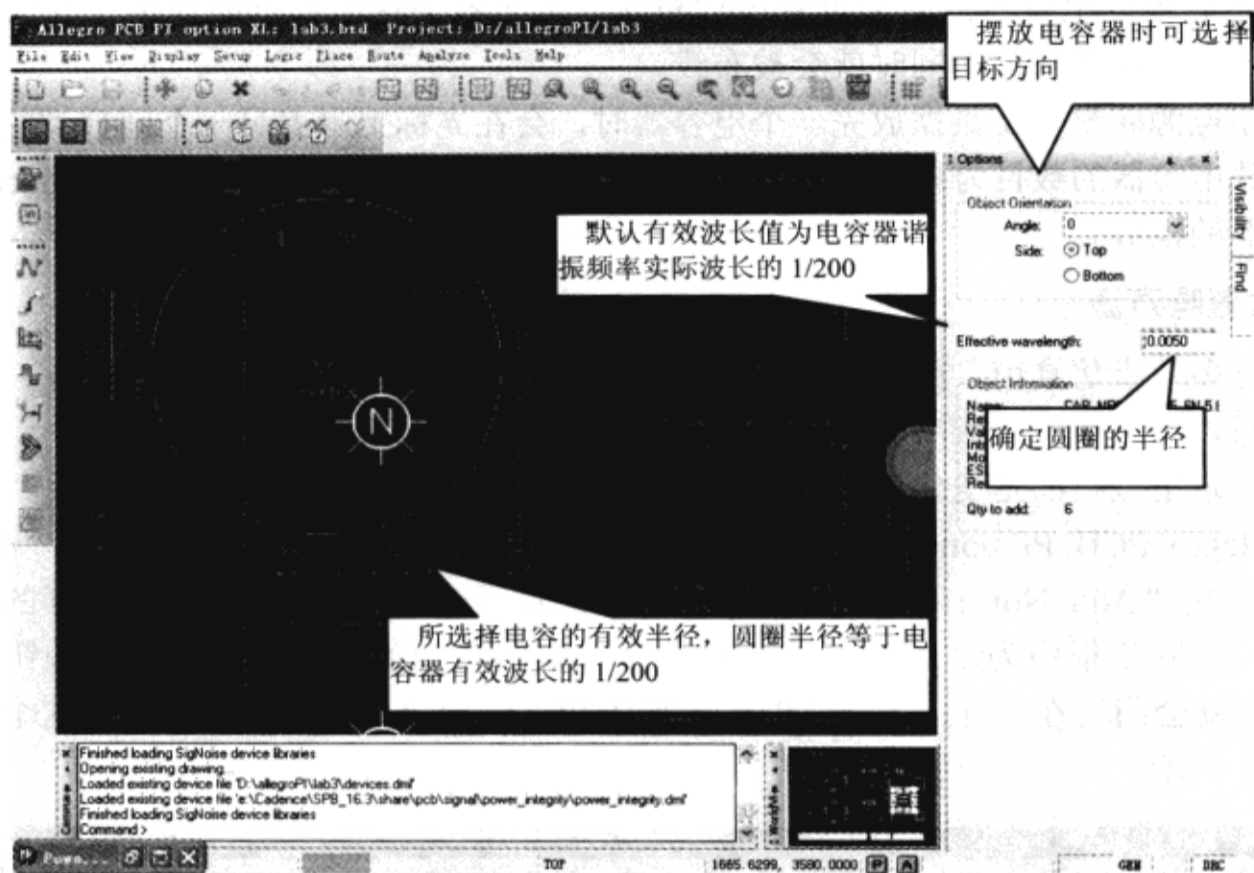 Allegro PCB PI option XL: lab3.brd Project: D:/allegroPI/lab3
File Edit View Display Setup Logic Place Route Analyze Tools Help
摆放电容器时可选择
目标方向
Options
Visibility
Find
Object Orientation
Angle: 0
Side: Top
Bottom
默认有效波长值为电容器谐
振频率实际波长的 1/200
Effective wavelength: 0.0050
Object Information
确定圆圈的半径
Qty to add: 6
N
所选择电容的有效半径，圆圈半径等于电
容器有效波长的 1/200
Finished loading SigNoise device libraries
Opening existing drawing...
Loaded existing device file 'D:\allegroPI\lab3\devices.dml'
Loaded existing device file 'e:\Cadence\SPB_16.3\share\pcb\signal\power_integrity\power_integrity.dml'
Finished loading SigNoise device libraries
Command >
Command
WorldView
Powe...
TOP
1665.6299, 3580.0000
P
A
GEN
DRC